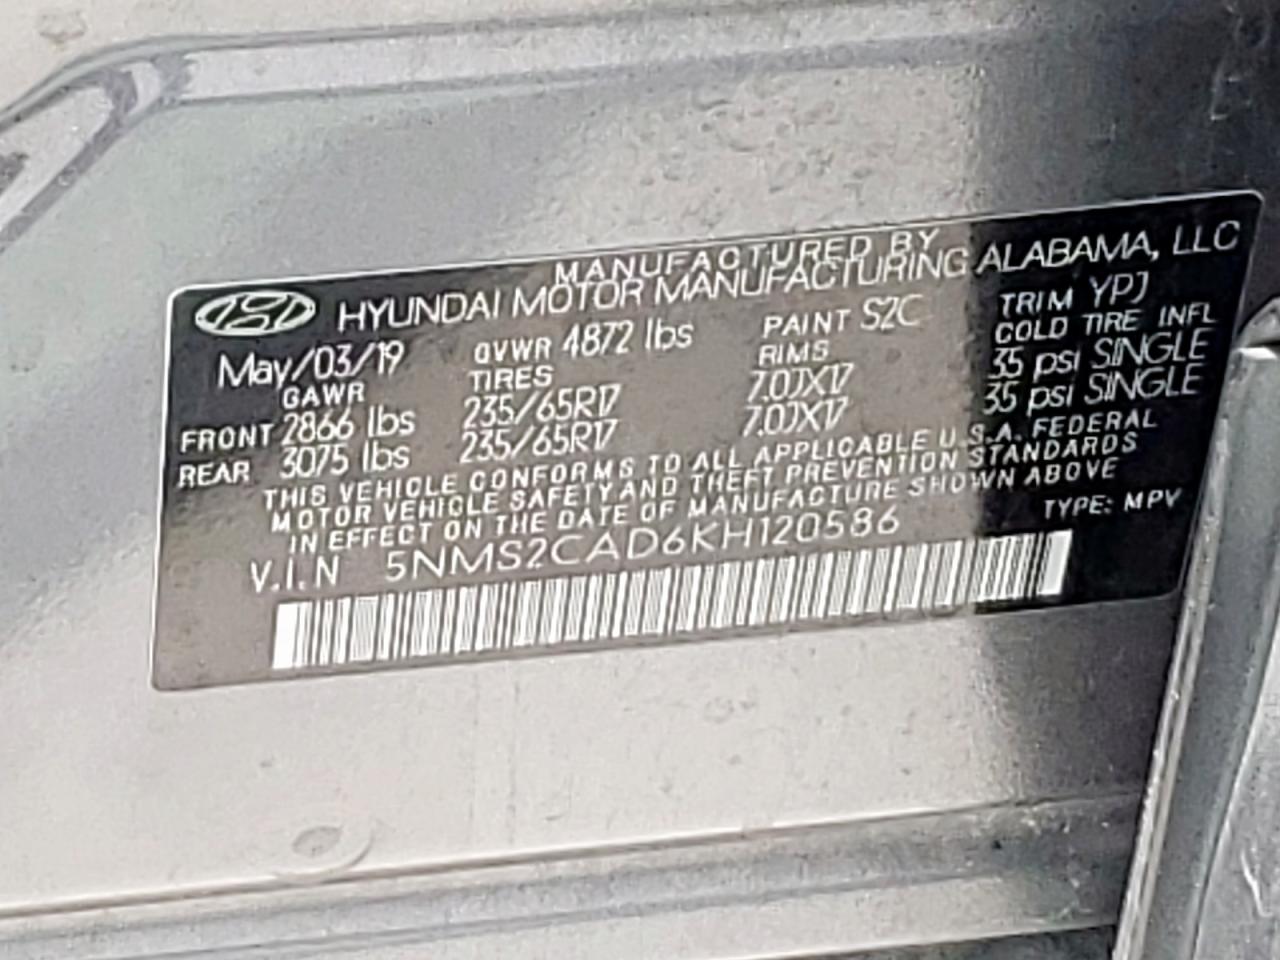 MANUFACTURED BY
HYUNDAI MOTOR MANUFACTURING ALABAMA, LLC
May/03/19 GVWR 4872 lbs PAINT S2C TRIM YPJ
GAWR TIRES RIMS COLD TIRE INFL
FRONT 2866 lbs 235/65R17 7.0JX17 35 psi SINGLE
REAR 3075 lbs 235/65R17 7.0JX17 35 psi SINGLE
THIS VEHICLE CONFORMS TO ALL APPLICABLE U.S.A. FEDERAL
MOTOR VEHICLE SAFETY AND THEFT PREVENTION STANDARDS
IN EFFECT ON THE DATE OF MANUFACTURE SHOWN ABOVE
V.I.N 5NMS2CAD6KH120586 TYPE: MPV